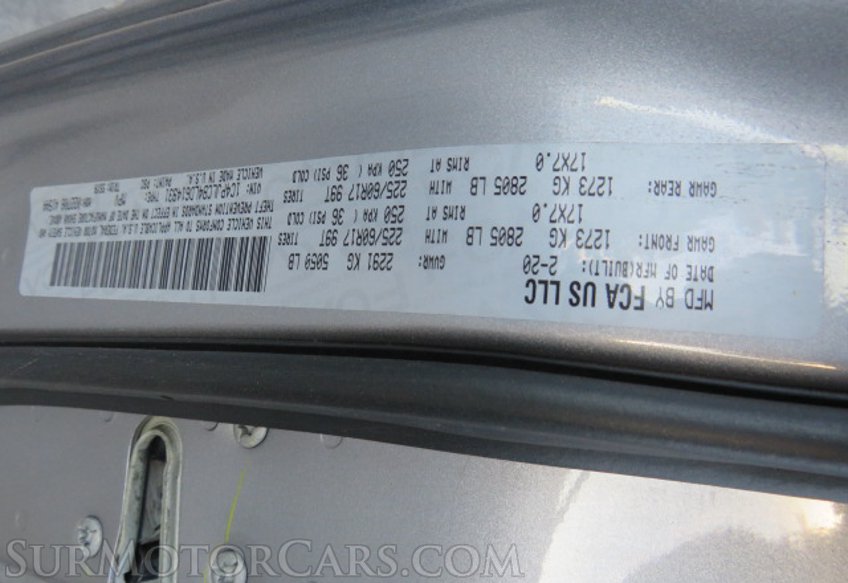 MFD BY FCA US LLC
DATE OF MFR(BUILT): 2-20 GVWR: 2291 KG 5050 LB
GAWR FRONT: 1273 KG 2805 LB WITH 225/60R17 99T TIRES
17X7.0 RIMS AT 250 KPA( 36 PSI)COLD
GAWR REAR: 1273 KG 2805 LB WITH 225/60R17 99T TIRES
17X7.0 RIMS AT 250 KPA( 36 PSI)COLD
THIS VEHICLE CONFORMS TO ALL APPLICABLE U.S.A. FEDERAL MOTOR VEHICLE SAFETY AND
THEFT PREVENTION STANDARDS IN EFFECT ON THE DATE OF MANUFACTURE SHOWN ABOVE.
VIN: TYPE: MPV
VEHICLE MADE IN U.S.A. PAINT:
SURMOTORCARS.COM